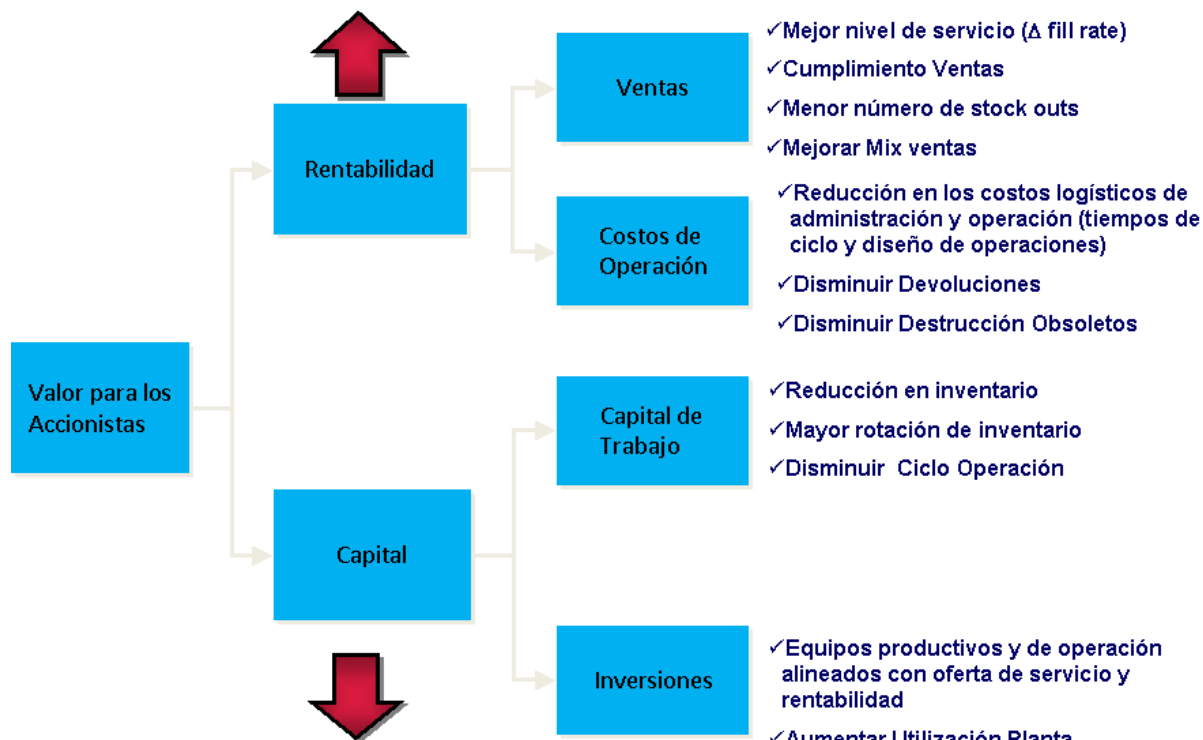 Valor para los
Accionistas
Rentabilidad
Ventas
✓Mejor nivel de servicio (Δ fill rate)
✓Cumplimiento Ventas
✓Menor número de stock outs
✓Mejorar Mix ventas
Costos de
Operación
✓Reducción en los costos logísticos de
administración y operación (tiempos de
ciclo y diseño de operaciones)
✓Disminuir Devoluciones
✓Disminuir Destrucción Obsoletos
Capital
Capital de
Trabajo
✓Reducción en inventario
✓Mayor rotación de inventario
✓Disminuir Ciclo Operación
Inversiones
✓Equipos productivos y de operación
alineados con oferta de servicio y
rentabilidad
✓Aumentar Utilización Planta